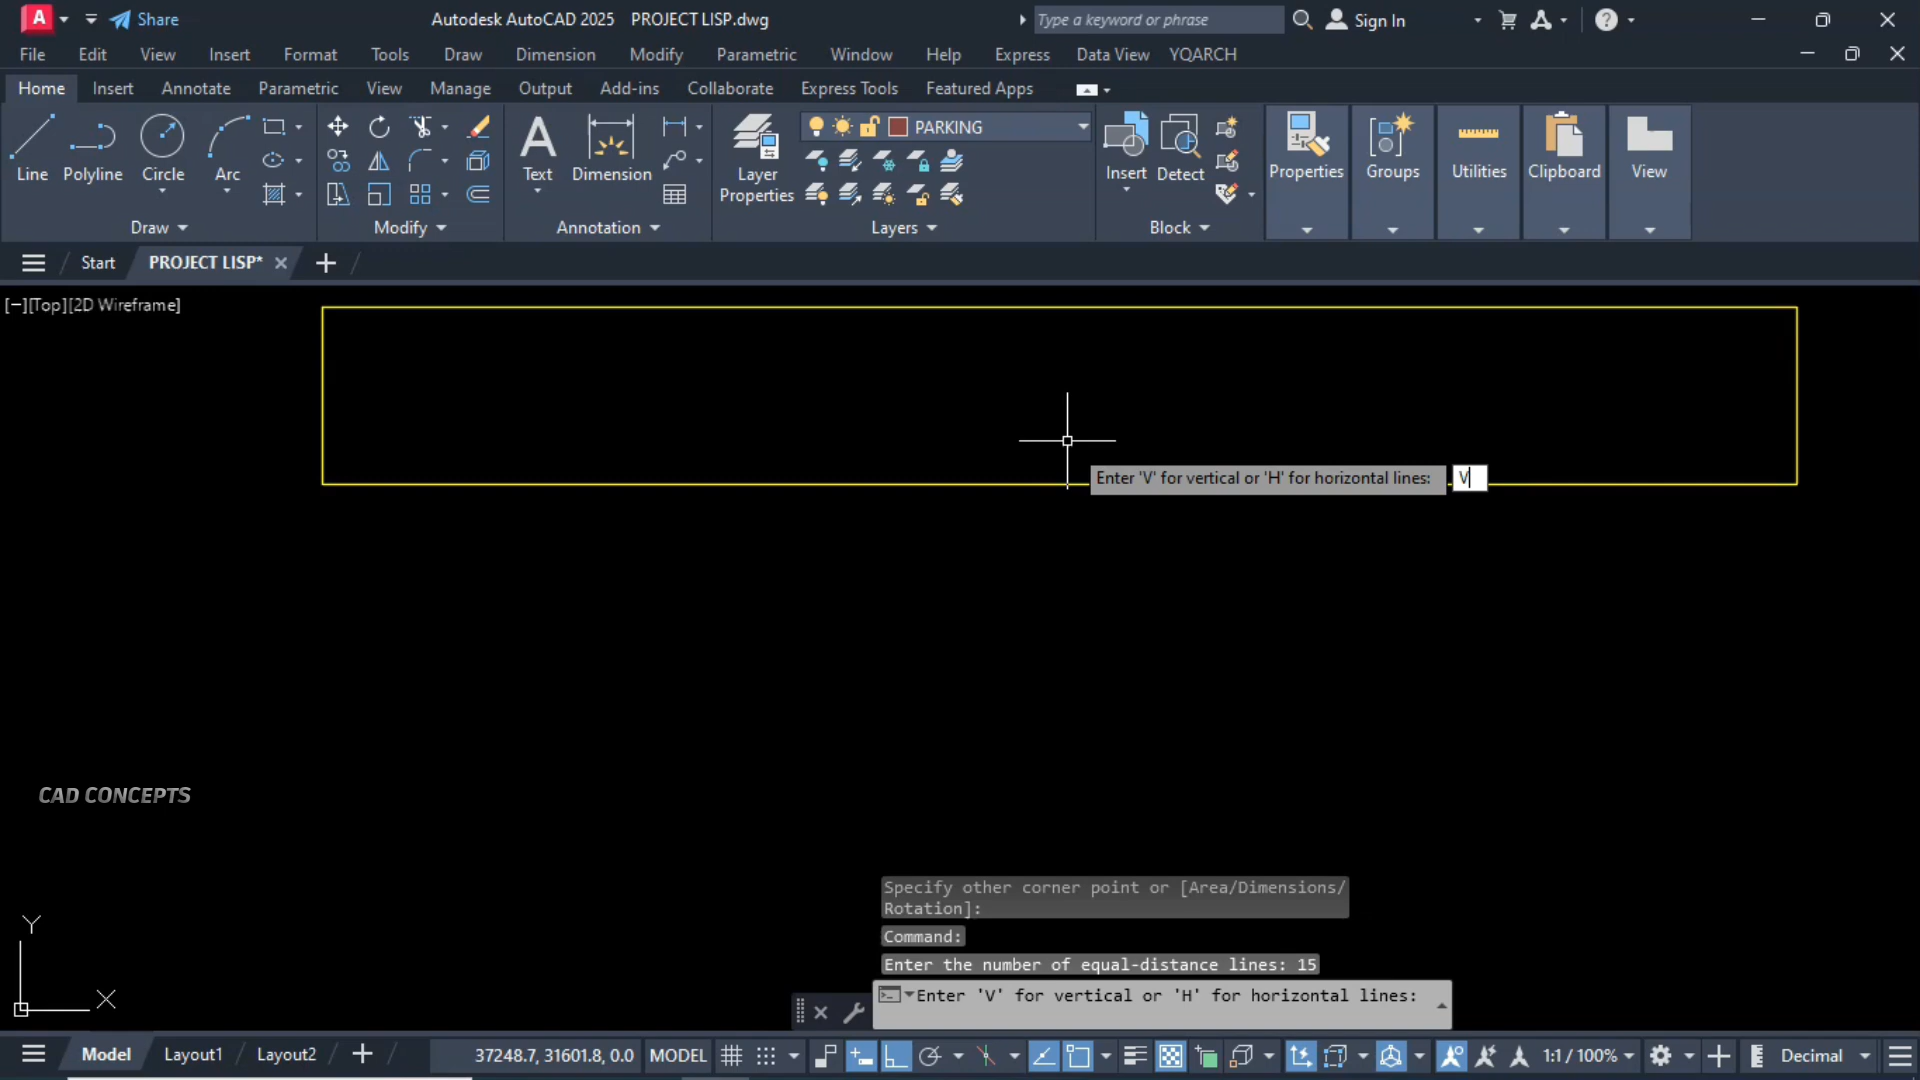 A Share Autodesk AutoCAD 2025 PROJECT LISP.dwg Type a keyword or phrase Sign In
File Edit View Insert Format Tools Draw Dimension Modify Parametric Window Help Express Data View YQARCH
Home Insert Annotate Parametric View Manage Output Add-ins Collaborate Express Tools Featured Apps
PARKING
Line Polyline Circle Arc Text Dimension Layer Properties Insert Detect Properties Groups Utilities Clipboard View
Draw Modify Annotation Layers Block
Start PROJECT LISP*
[−][Top][2D Wireframe]
Enter 'V' for vertical or 'H' for horizontal lines: V
CAD CONCEPTS
Specify other corner point or [Area/Dimensions/
Rotation]:
Command:
Enter the number of equal-distance lines: 15
Enter 'V' for vertical or 'H' for horizontal lines:
Y
X
Model Layout1 Layout2 37248.7, 31601.8, 0.0 MODEL 1:1 / 100% Decimal